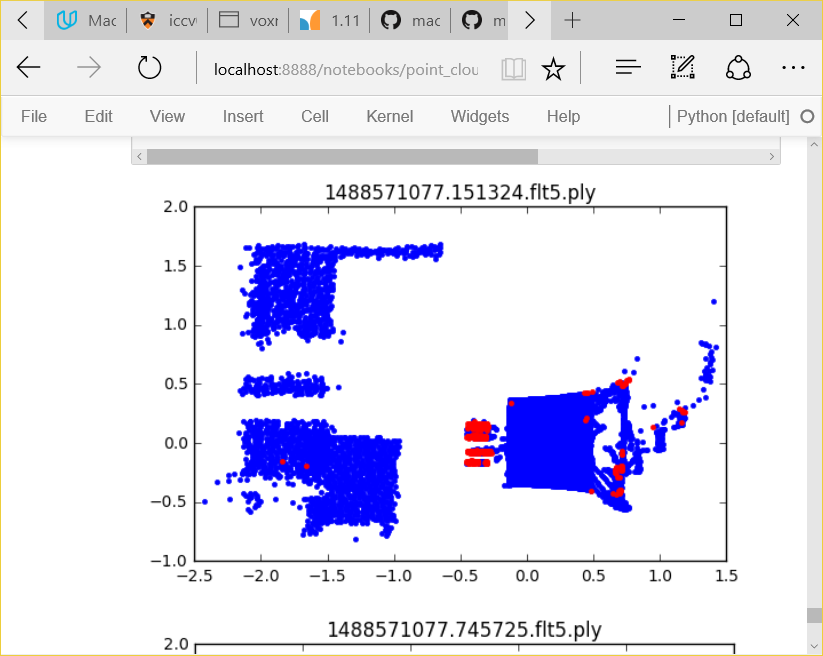 Mac iccv voxr 1.11 mac m
localhost:8888/notebooks/point_clou
File Edit View Insert Cell Kernel Widgets Help Python [default]
1488571077.151324.flt5.ply
2.0
1.5
1.0
0.5
0.0
−0.5
−1.0
−2.5 −2.0 −1.5 −1.0 −0.5 0.0 0.5 1.0 1.5
1488571077.745725.flt5.ply
2.0